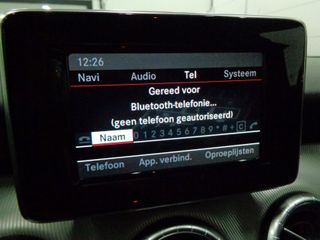 12:26
Navi Audio Tel Systeem
Gereed voor
Bluetooth-telefonie...
(geen telefoon geautoriseerd)
Naam 0 1 2 3 4 5 6 7 8 9 * # + C
Telefoon App. verbind. Oproeplijsten